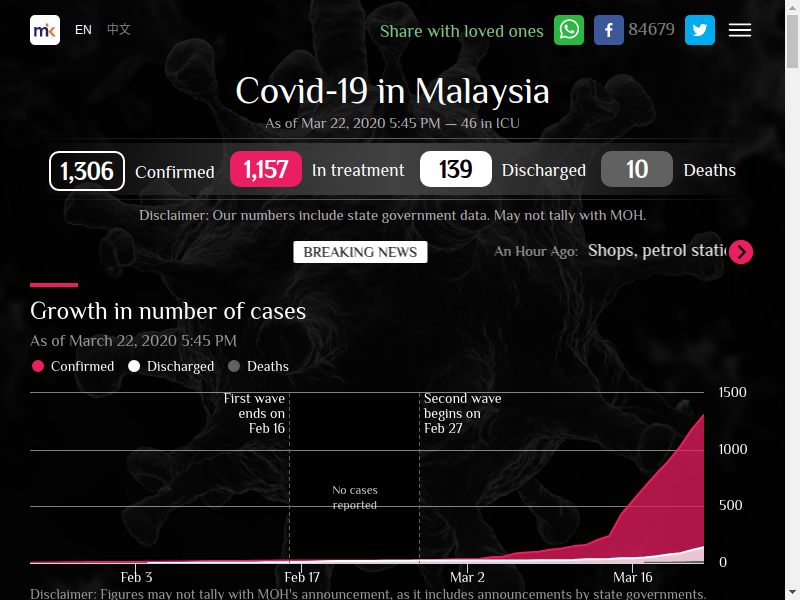 mk EN 中文 Share with loved ones 84679
Covid-19 in Malaysia
As of Mar 22, 2020 5:45 PM — 46 in ICU
1,306 Confirmed 1,157 In treatment 139 Discharged 10 Deaths
Disclaimer: Our numbers include state government data. May not tally with MOH.
BREAKING NEWS An Hour Ago: Shops, petrol static
Growth in number of cases
As of March 22, 2020 5:45 PM
Confirmed Discharged Deaths
First wave
ends on
Feb 16
Second wave
begins on
Feb 27
No cases
reported
1500
1000
500
0
Feb 3 Feb 17 Mar 2 Mar 16
Disclaimer: Figures may not tally with MOH's announcement, as it includes announcements by state governments.